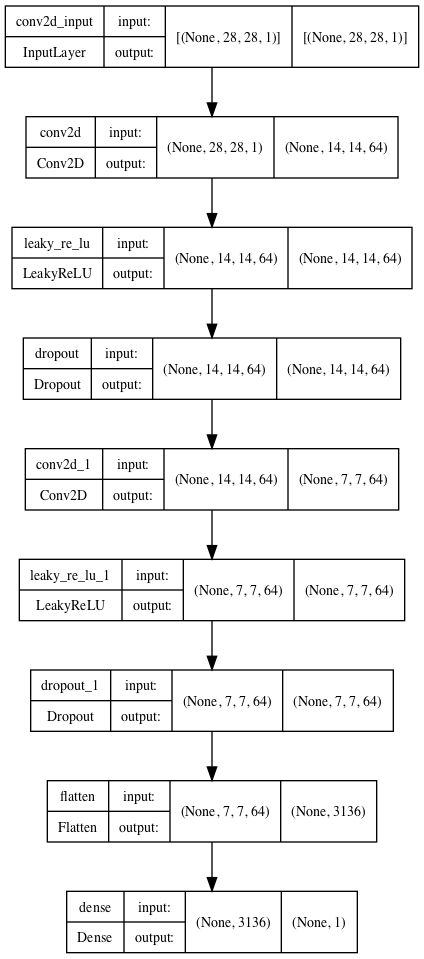 conv2d_input input: [(None, 28, 28, 1)] [(None, 28, 28, 1)]
InputLayer output:
conv2d input: (None, 28, 28, 1) (None, 14, 14, 64)
Conv2D output:
leaky_re_lu input: (None, 14, 14, 64) (None, 14, 14, 64)
LeakyReLU output:
dropout input: (None, 14, 14, 64) (None, 14, 14, 64)
Dropout output:
conv2d_1 input: (None, 14, 14, 64) (None, 7, 7, 64)
Conv2D output:
leaky_re_lu_1 input: (None, 7, 7, 64) (None, 7, 7, 64)
LeakyReLU output:
dropout_1 input: (None, 7, 7, 64) (None, 7, 7, 64)
Dropout output:
flatten input: (None, 7, 7, 64) (None, 3136)
Flatten output:
dense input: (None, 3136) (None, 1)
Dense output: